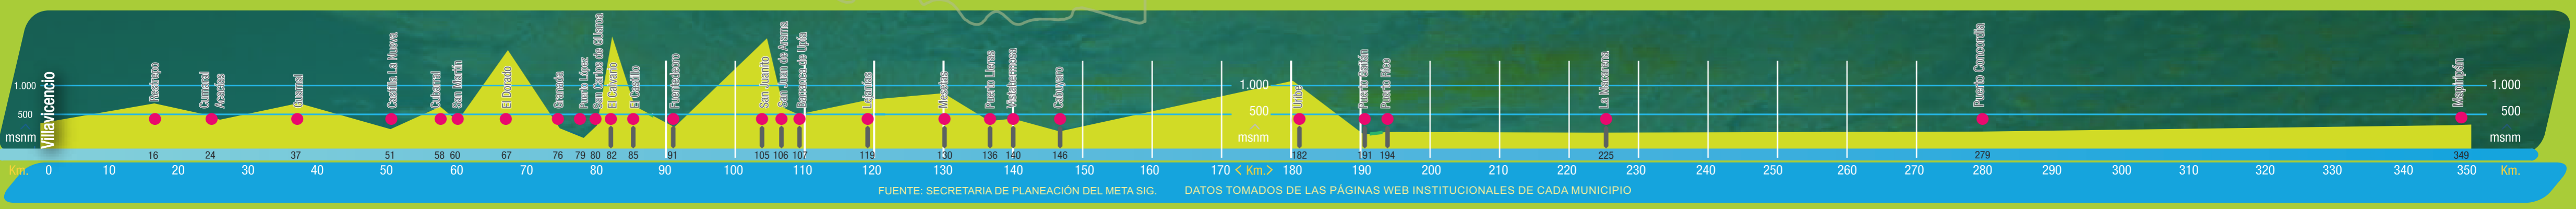 Villavicencio
Restrepo
Cumaral
Acacías
Guamal
Castilla La Nueva
Cabarral
San Martín
El Dorado
Granada
Puerto López
San Carlos de GUaroa
El Calvario
El Castillo
Fuentedeoro
San Juanito
San Juan de Arama
Barranca de Upía
Lejanías
Mesetas
Puerto Lleras
Vistahermosa
Cabuyaro
Uribe
Puerto Gaitán
Puerto Rico
La Macarena
Puerto Concordia
Mapiripán
1.000 1.000 1.000
500 500 500
msnm msnm msnm
16 24 37 51 58 60 67 76 79 80 82 85 91 105 106 107 119 130 136 140 146 182 191 194 225 279 349
Km. 0 10 20 30 40 50 60 70 80 90 100 110 120 130 140 150 160 170 < Km.> 180 190 200 210 220 230 240 250 260 270 280 290 300 310 320 330 340 350 Km.
FUENTE: SECRETARIA DE PLANEACIÓN DEL META SIG. DATOS TOMADOS DE LAS PÁGINAS WEB INSTITUCIONALES DE CADA MUNICIPIO